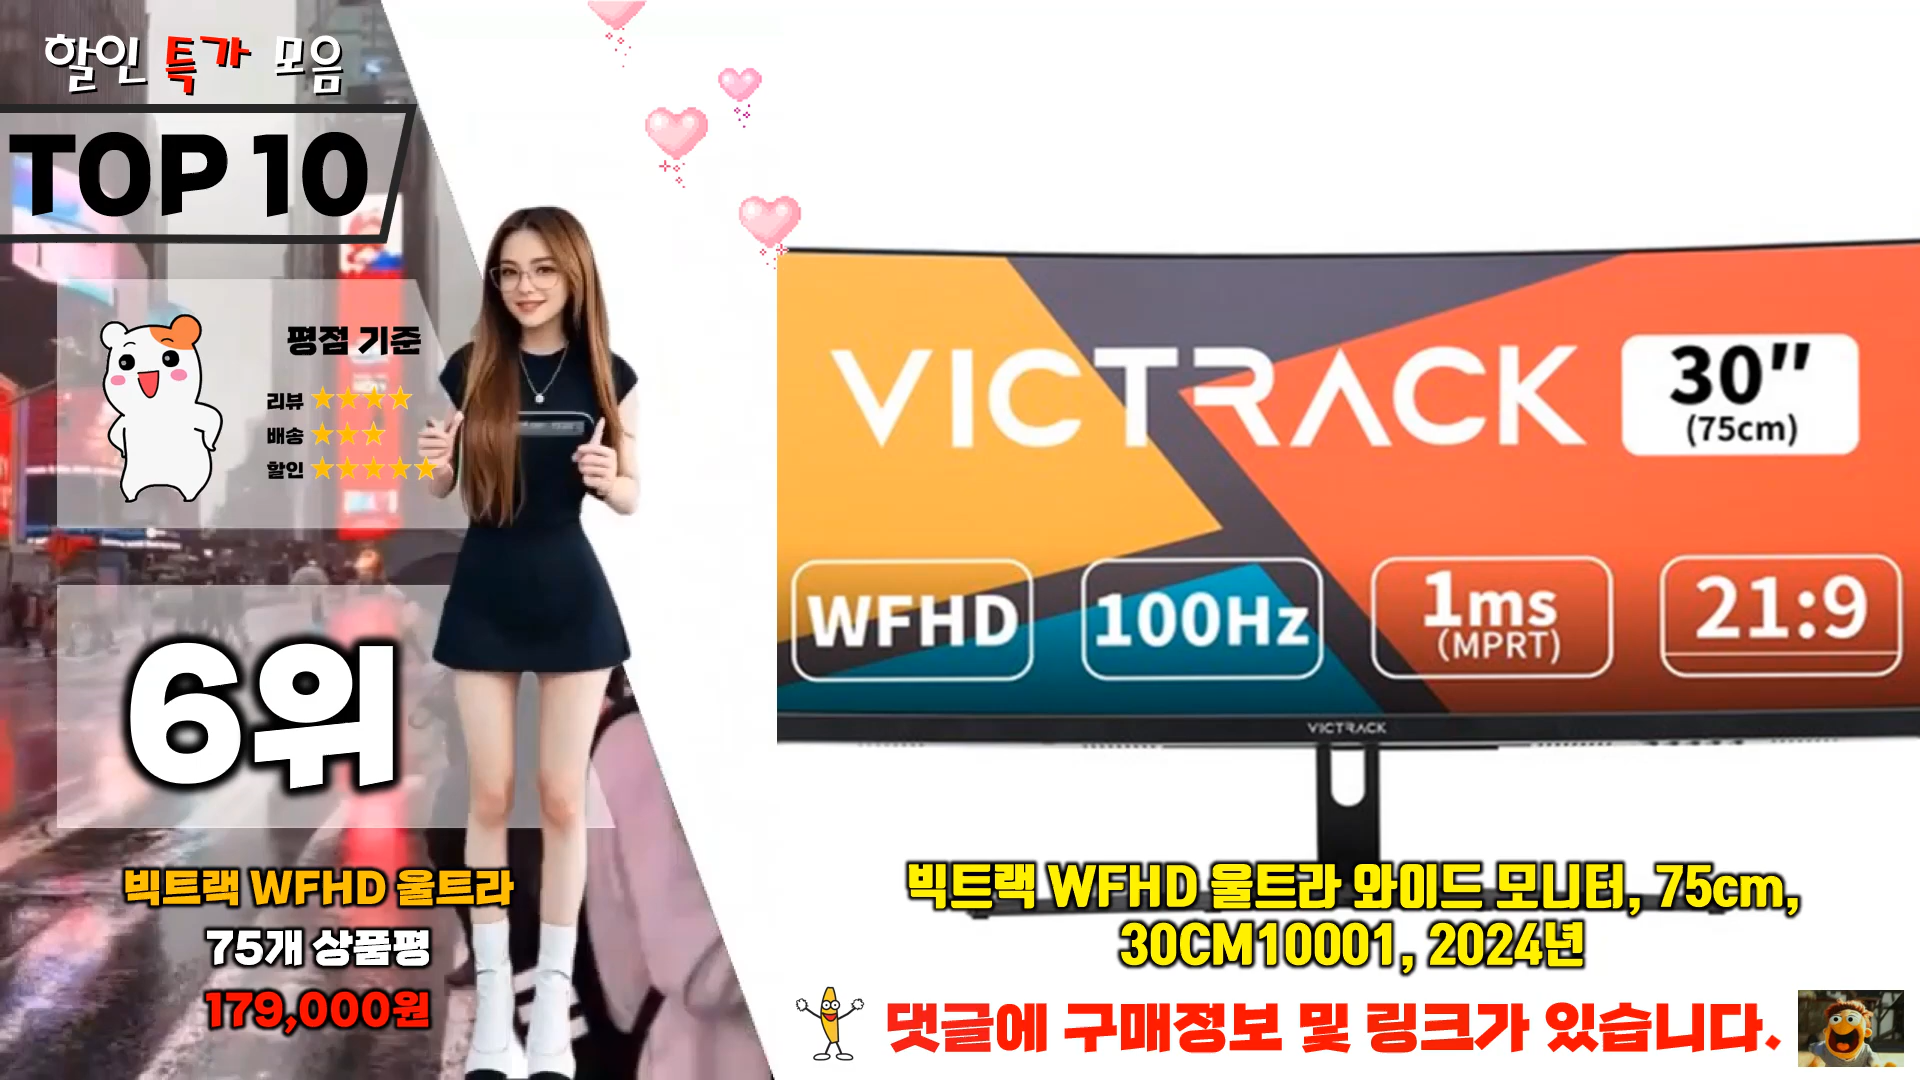 할인 특가 모음
TOP 10
평점 기준
리뷰
배송
할인
6위
빅트랙 WFHD 울트라
75개 상품평
179,000원
VICTRACK
30"
(75cm)
WFHD
100Hz
1ms
(MPRT)
21:9
VICTRACK
빅트랙 WFHD 울트라 와이드 모니터, 75cm,
30CM10001, 2024년
댓글에 구매정보 및 링크가 있습니다.